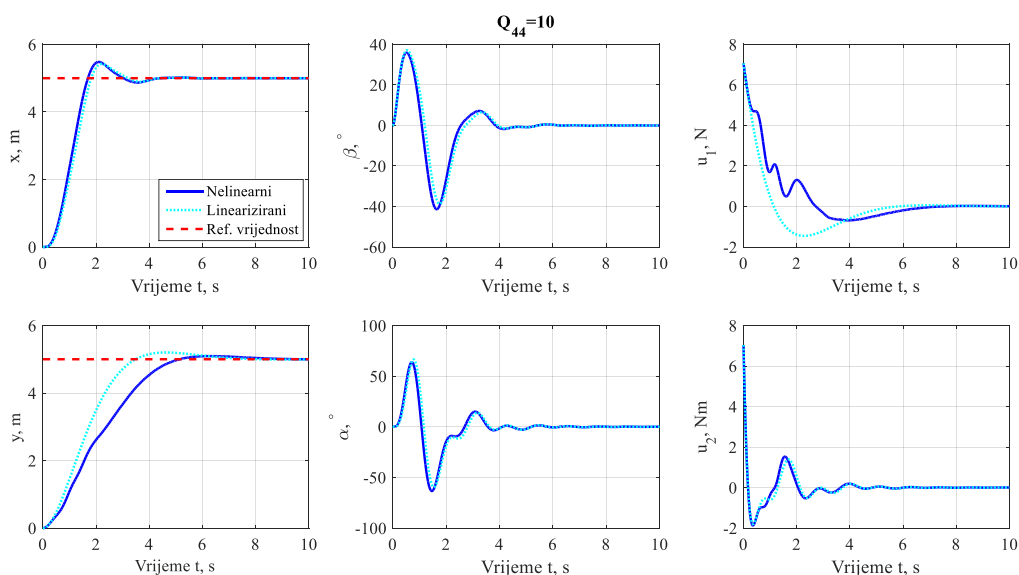 Q44=10
6
4
2
0
0 2 4 6 8 10
x, m
Vrijeme t, s
Nelinearni
Linearizirani
Ref. vrijednost
40
20
0
-20
-40
-60
0 2 4 6 8 10
β, °
Vrijeme t, s
8
6
4
2
0
-2
0 2 4 6 8 10
u1, N
Vrijeme t, s
6
4
2
0
0 2 4 6 8 10
y, m
Vrijeme t, s
100
50
0
-50
-100
0 2 4 6 8 10
α, °
Vrijeme t, s
8
6
4
2
0
-2
0 2 4 6 8 10
u2, Nm
Vrijeme t, s